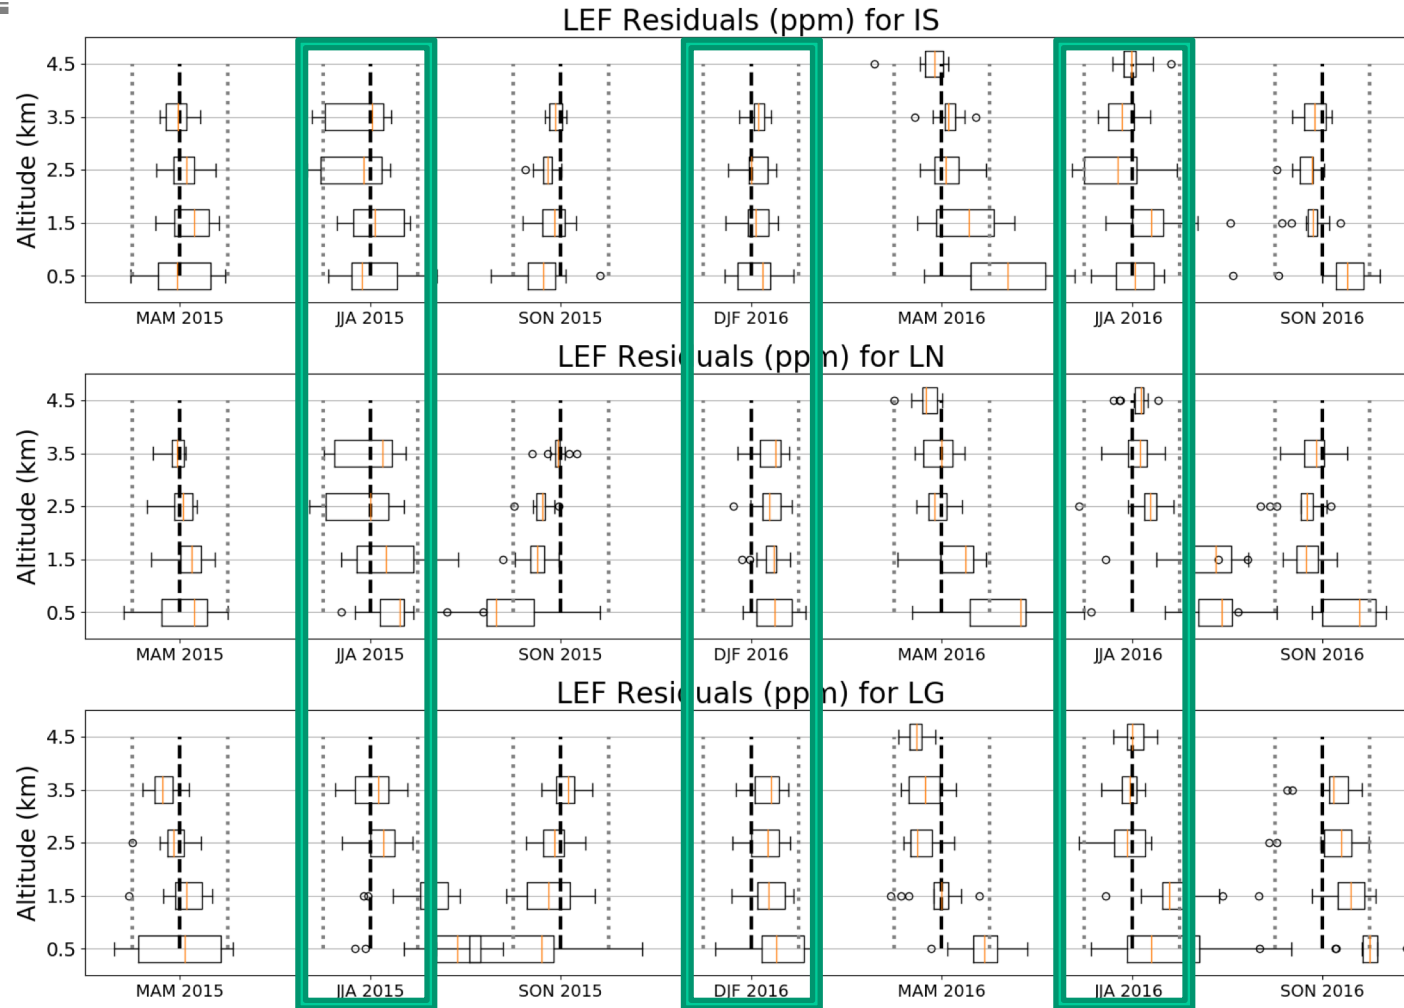 LEF Residuals (ppm) for IS
Altitude (km)
4.5
3.5
2.5
1.5
0.5
MAM 2015 JJA 2015 SON 2015 DJF 2016 MAM 2016 JJA 2016 SON 2016
LEF Residuals (ppm) for LN
Altitude (km)
4.5
3.5
2.5
1.5
0.5
MAM 2015 JJA 2015 SON 2015 DJF 2016 MAM 2016 JJA 2016 SON 2016
LEF Residuals (ppm) for LG
Altitude (km)
4.5
3.5
2.5
1.5
0.5
MAM 2015 JJA 2015 SON 2015 DJF 2016 MAM 2016 JJA 2016 SON 2016